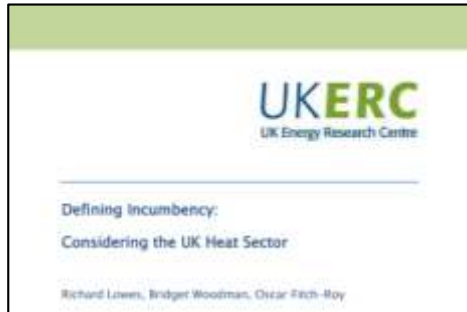 UKERC
UK Energy Research Centre
Defining Incumbency:
Considering the UK Heat Sector
Richard Lowes, Bridget Woodman, Oscar Fitch-Roy